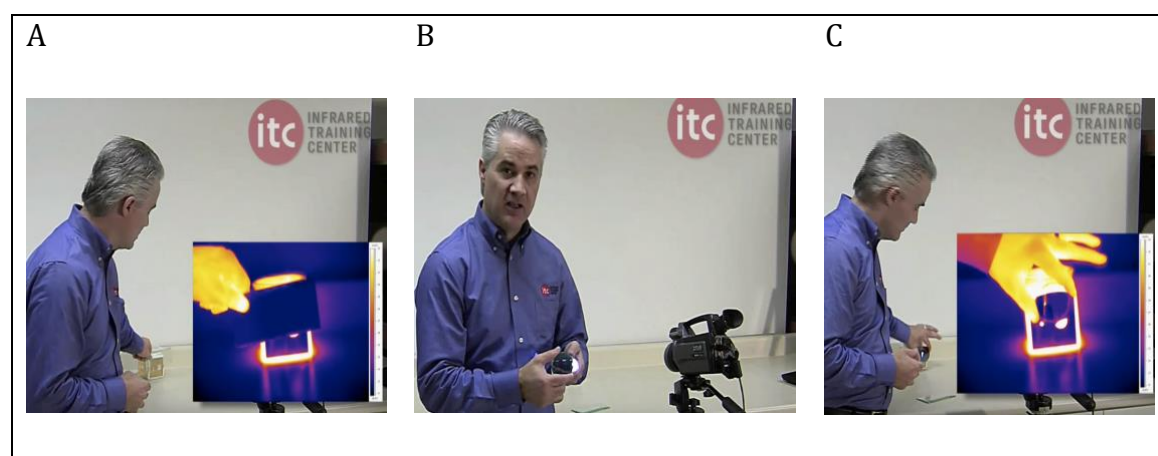 A
B
C
itc
INFRARED
TRAINING
CENTER
itc
INFRARED
TRAINING
CENTER
itc
INFRARED
TRAINING
CENTER